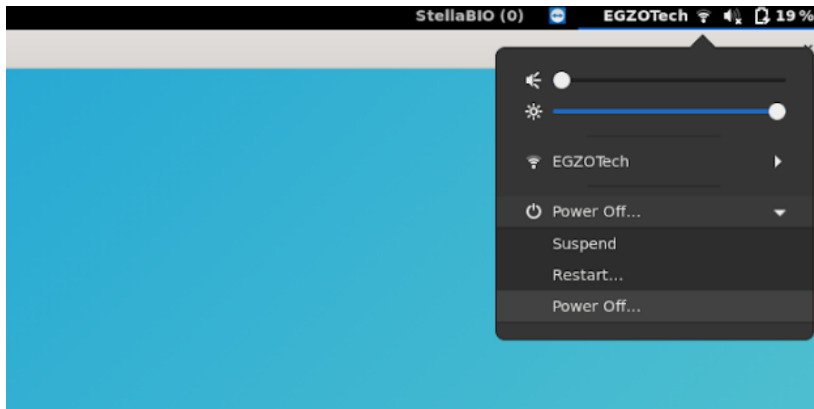 StellaBIO (0) EGZOTech 19 %
EGZOTech
Power Off...
Suspend
Restart...
Power Off...